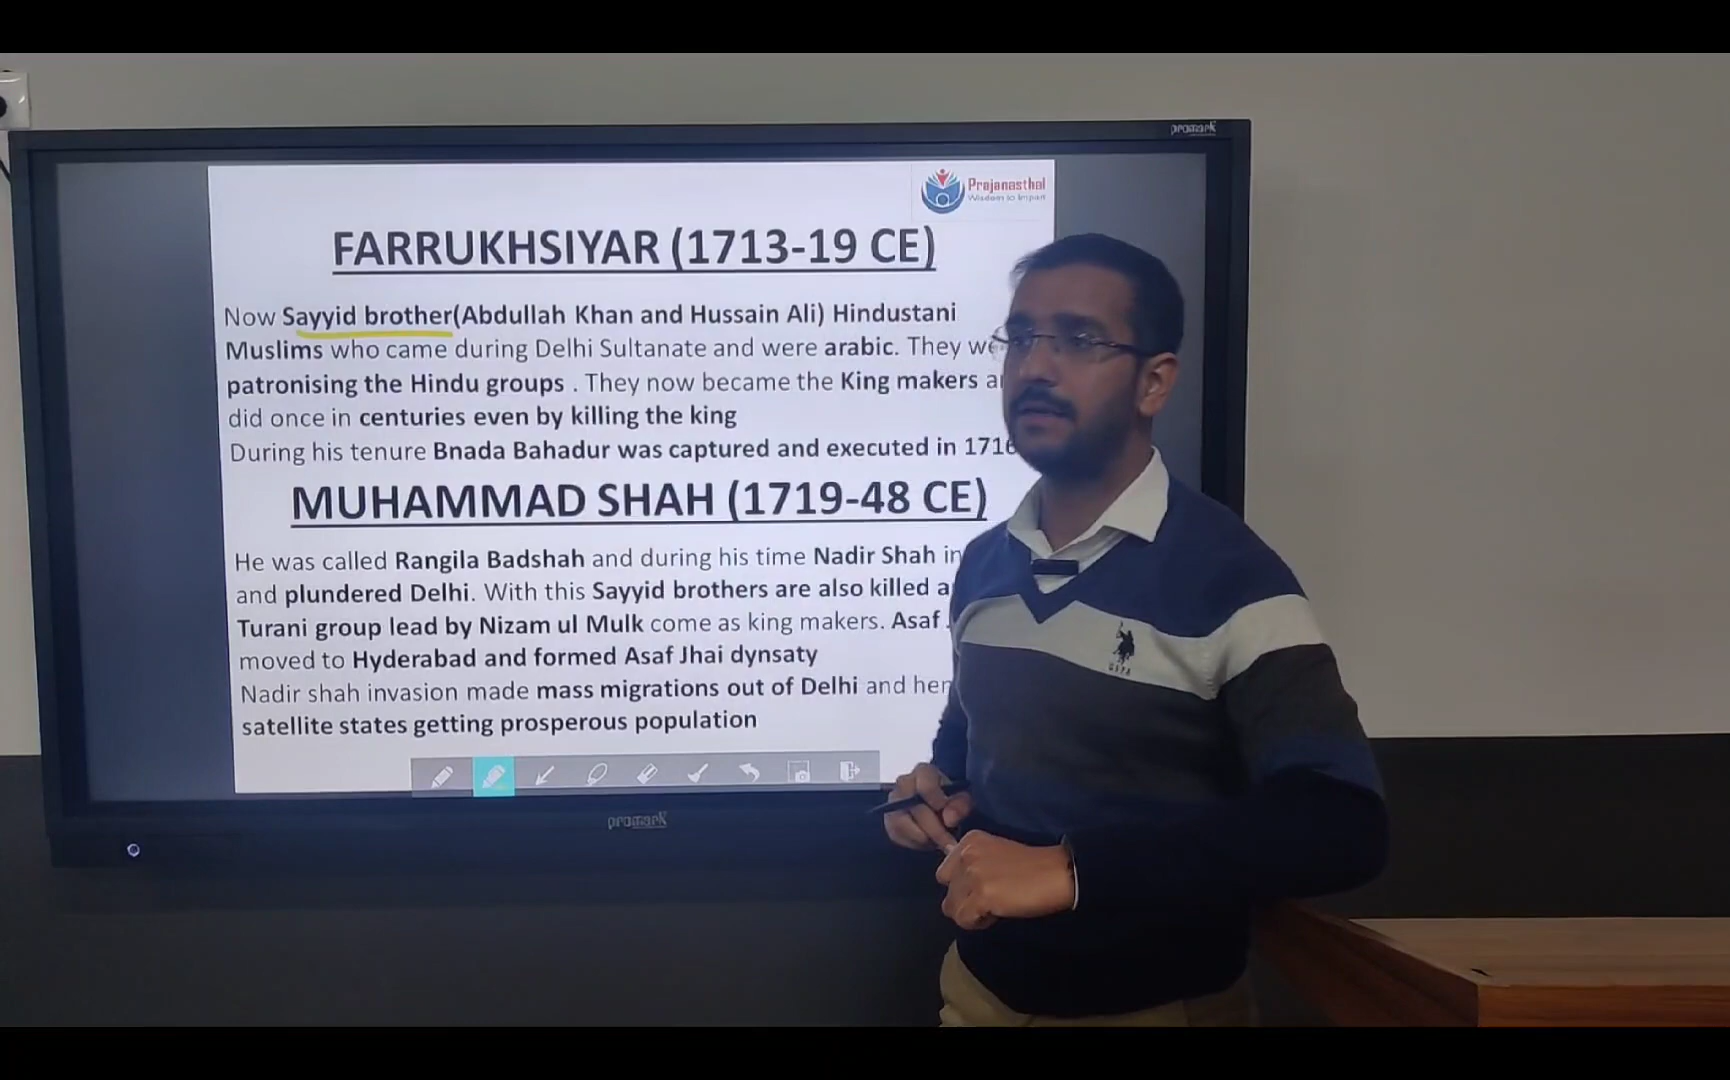 promark
Prajanasthal
Wisdom to Impart
FARRUKHSIYAR (1713-19 CE)
Now Sayyid brother(Abdullah Khan and Hussain Ali) Hindustani
Muslims who came during Delhi Sultanate and were arabic. They
patronising the Hindu groups . They now became the King makers
did once in centuries even by killing the king
During his tenure Bnada Bahadur was captured and executed in 1716
MUHAMMAD SHAH (1719-48 CE)
He was called Rangila Badshah and during his time Nadir Shah
and plundered Delhi. With this Sayyid brothers are also killed
Turani group lead by Nizam ul Mulk come as king makers. Asaf
moved to Hyderabad and formed Asaf Jhai dynsaty
Nadir shah invasion made mass migrations out of Delhi and
satellite states getting prosperous population
promark